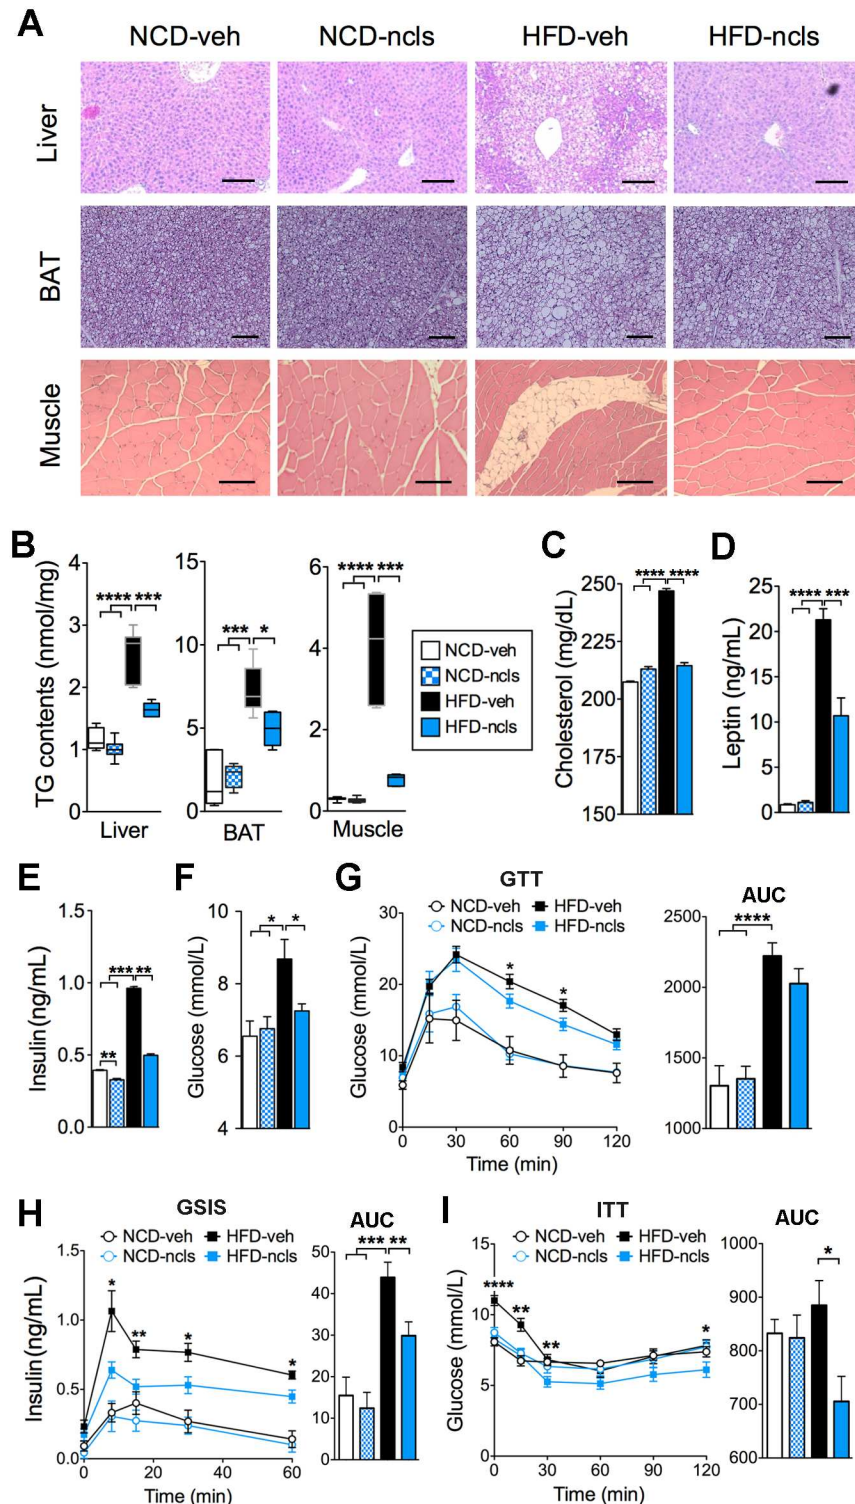 A
NCD-veh NCD-ncls HFD-veh HFD-ncls
Liver
BAT
Muscle
B
TG contents (nmol/mg)
4
3
2
1
0
**** ***
Liver
15
10
5
0
*** *
BAT
6
4
2
0
**** ***
Muscle
NCD-veh
NCD-ncls
HFD-veh
HFD-ncls
C
Cholesterol (mg/dL)
250
225
200
175
150
**** ****
D
Leptin (ng/mL)
25
20
15
10
5
0
**** ***
E
Insulin (ng/mL)
1.5
1.0
0.5
0.0
*** **
**
F
Glucose (mmol/L)
10
8
6
4
* *
G
GTT
NCD-veh HFD-veh
NCD-ncls HFD-ncls
Glucose (mmol/L)
30
20
10
0
* *
0 30 60 90 120
Time (min)
AUC
2500
2200
1300
1000
****
H
GSIS
NCD-veh HFD-veh
NCD-ncls HFD-ncls
Insulin (ng/mL)
1.5
1.0
0.5
0.0
* ** * *
0 20 40 60
Time (min)
AUC
50
40
30
20
10
0
*** **
I
ITT
NCD-veh HFD-veh
NCD-ncls HFD-ncls
Glucose (mmol/L)
15
10
5
0
**** ** ** *
0 30 60 90 120
Time (min)
AUC
1000
900
800
700
600
*